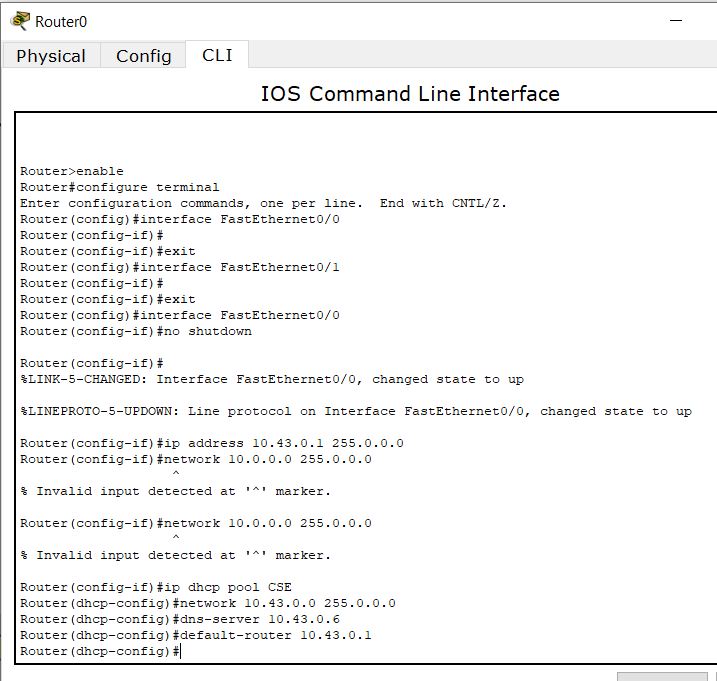 Router0
Physical Config CLI
IOS Command Line Interface
Router>enable
Router#configure terminal
Enter configuration commands, one per line.  End with CNTL/Z.
Router(config)#interface FastEthernet0/0
Router(config-if)#
Router(config-if)#exit
Router(config)#interface FastEthernet0/1
Router(config-if)#
Router(config-if)#exit
Router(config)#interface FastEthernet0/0
Router(config-if)#no shutdown
Router(config-if)#
%LINK-5-CHANGED: Interface FastEthernet0/0, changed state to up
%LINEPROTO-5-UPDOWN: Line protocol on Interface FastEthernet0/0, changed state to up
Router(config-if)#ip address 10.43.0.1 255.0.0.0
Router(config-if)#network 10.0.0.0 255.0.0.0
^
% Invalid input detected at '^' marker.
Router(config-if)#network 10.0.0.0 255.0.0.0
^
% Invalid input detected at '^' marker.
Router(config-if)#ip dhcp pool CSE
Router(dhcp-config)#network 10.43.0.0 255.0.0.0
Router(dhcp-config)#dns-server 10.43.0.6
Router(dhcp-config)#default-router 10.43.0.1
Router(dhcp-config)#